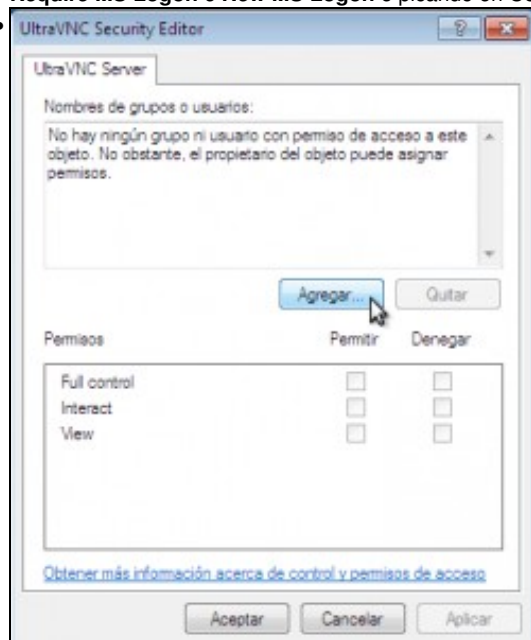 UltraVNC Security Editor
UltraVNC Server
Nombres de grupos o usuarios:
No hay ningún grupo ni usuario con permiso de acceso a este
objeto. No obstante, el propietario del objeto puede asignar
permisos.
Agregar... Quitar
Permisos Permitir Denegar
Full control
Interact
View
Obtener más información acerca de control y permisos de acceso
Aceptar Cancelar Aplicar